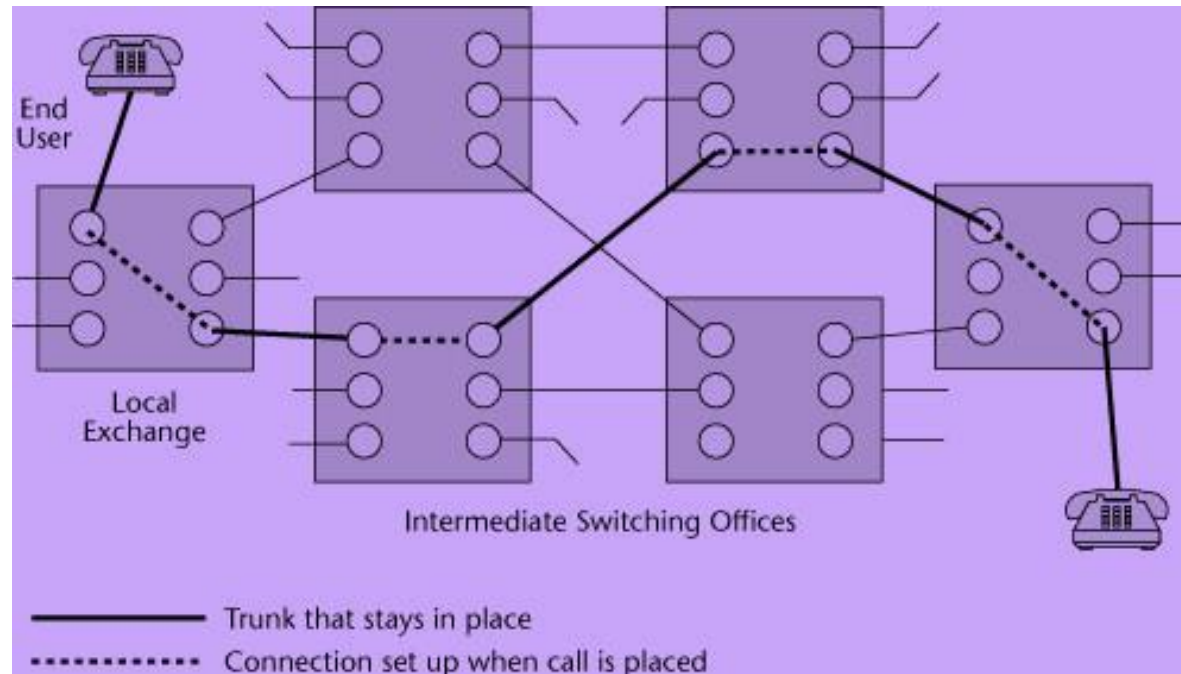 End
User
Local
Exchange
Intermediate Switching Offices
Trunk that stays in place
Connection set up when call is placed